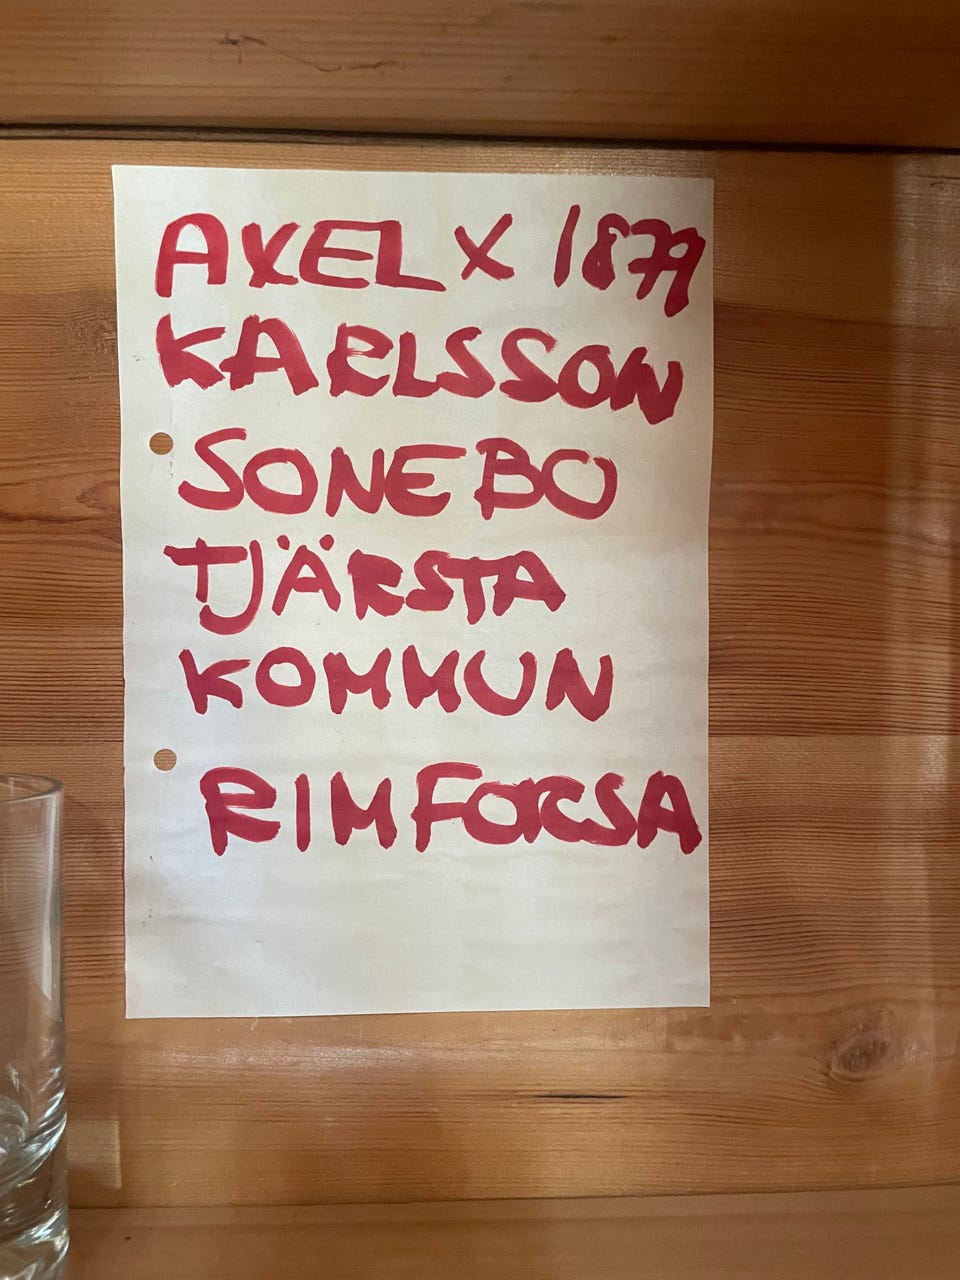 AXEL X 1879
KARLSSON
SONEBO
TJÄRSTA
KOMMUN
RIMFORSA